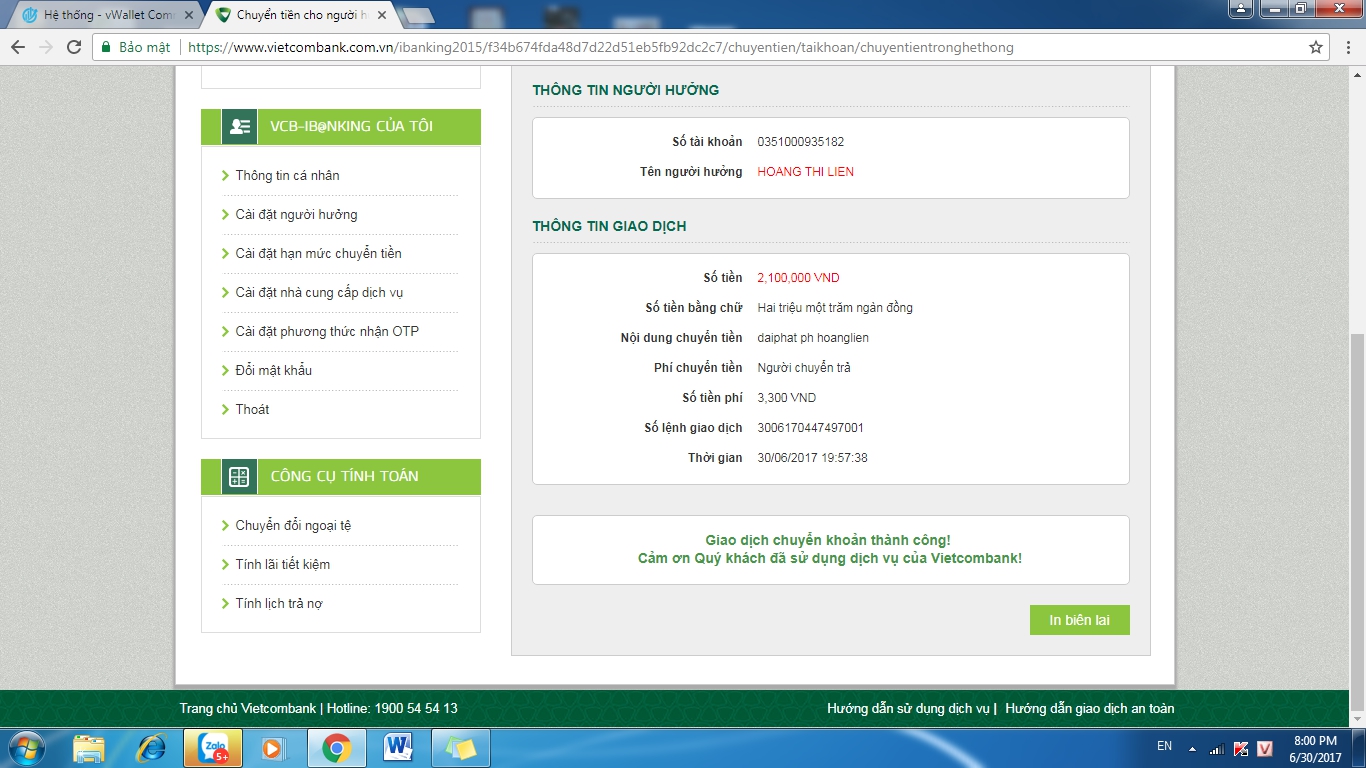 Hệ thống - vWallet Com
Chuyển tiền cho người h
Bảo mật
https://www.vietcombank.com.vn/ibanking2015/f34b674fda48d7d22d51eb5fb92dc2c7/chuyentien/taikhoan/chuyentientronghethong
VCB-IB@NKING CỦA TÔI
Thông tin cá nhân
Cài đặt người hưởng
Cài đặt hạn mức chuyển tiền
Cài đặt nhà cung cấp dịch vụ
Cài đặt phương thức nhận OTP
Đổi mật khẩu
Thoát
CÔNG CỤ TÍNH TOÁN
Chuyển đổi ngoại tệ
Tính lãi tiết kiệm
Tính lịch trả nợ
THÔNG TIN NGƯỜI HƯỞNG
Số tài khoản 0351000935182
Tên người hưởng HOANG THI LIEN
THÔNG TIN GIAO DỊCH
Số tiền 2,100,000 VND
Số tiền bằng chữ Hai triệu một trăm ngàn đồng
Nội dung chuyển tiền daiphat ph hoanglien
Phí chuyển tiền Người chuyển trả
Số tiền phí 3,300 VND
Số lệnh giao dịch 3006170447497001
Thời gian 30/06/2017 19:57:38
Giao dịch chuyển khoản thành công!
Cảm ơn Quý khách đã sử dụng dịch vụ của Vietcombank!
In biên lai
Trang chủ Vietcombank | Hotline: 1900 54 54 13
Hướng dẫn sử dụng dịch vụ | Hướng dẫn giao dịch an toàn
Zalo
5+
EN
8:00 PM
6/30/2017